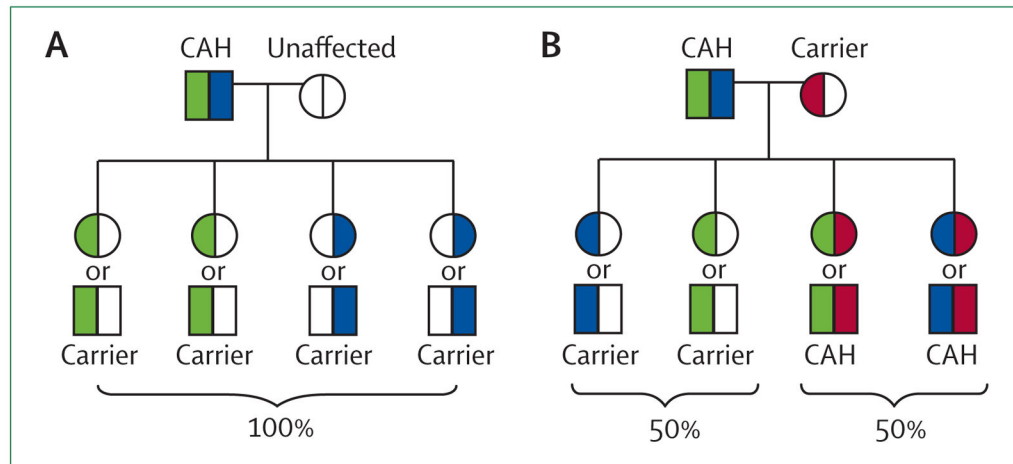 A
CAH Unaffected
or or or or
Carrier Carrier Carrier Carrier
100%
B
CAH Carrier
or or or or
Carrier Carrier CAH CAH
50% 50%